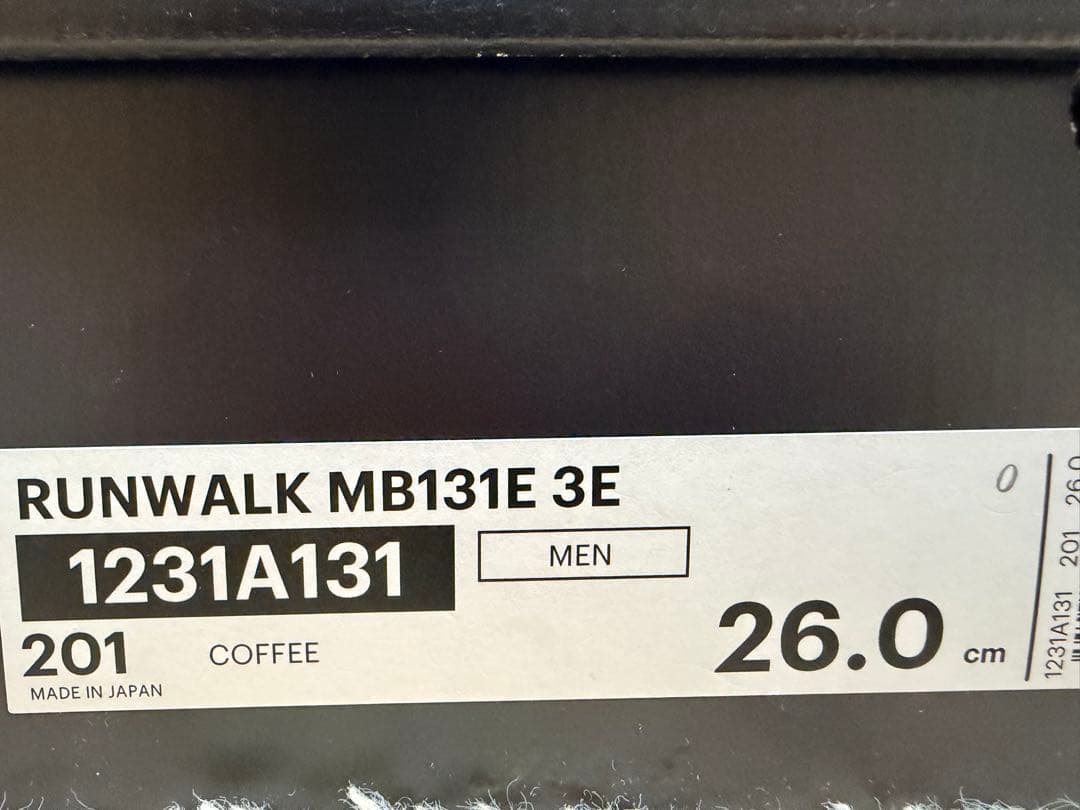 RUNWALK MB131E 3E
0
1231A131
MEN
201
COFFEE
26.0 cm
MADE IN JAPAN
1231A131 201 26.0